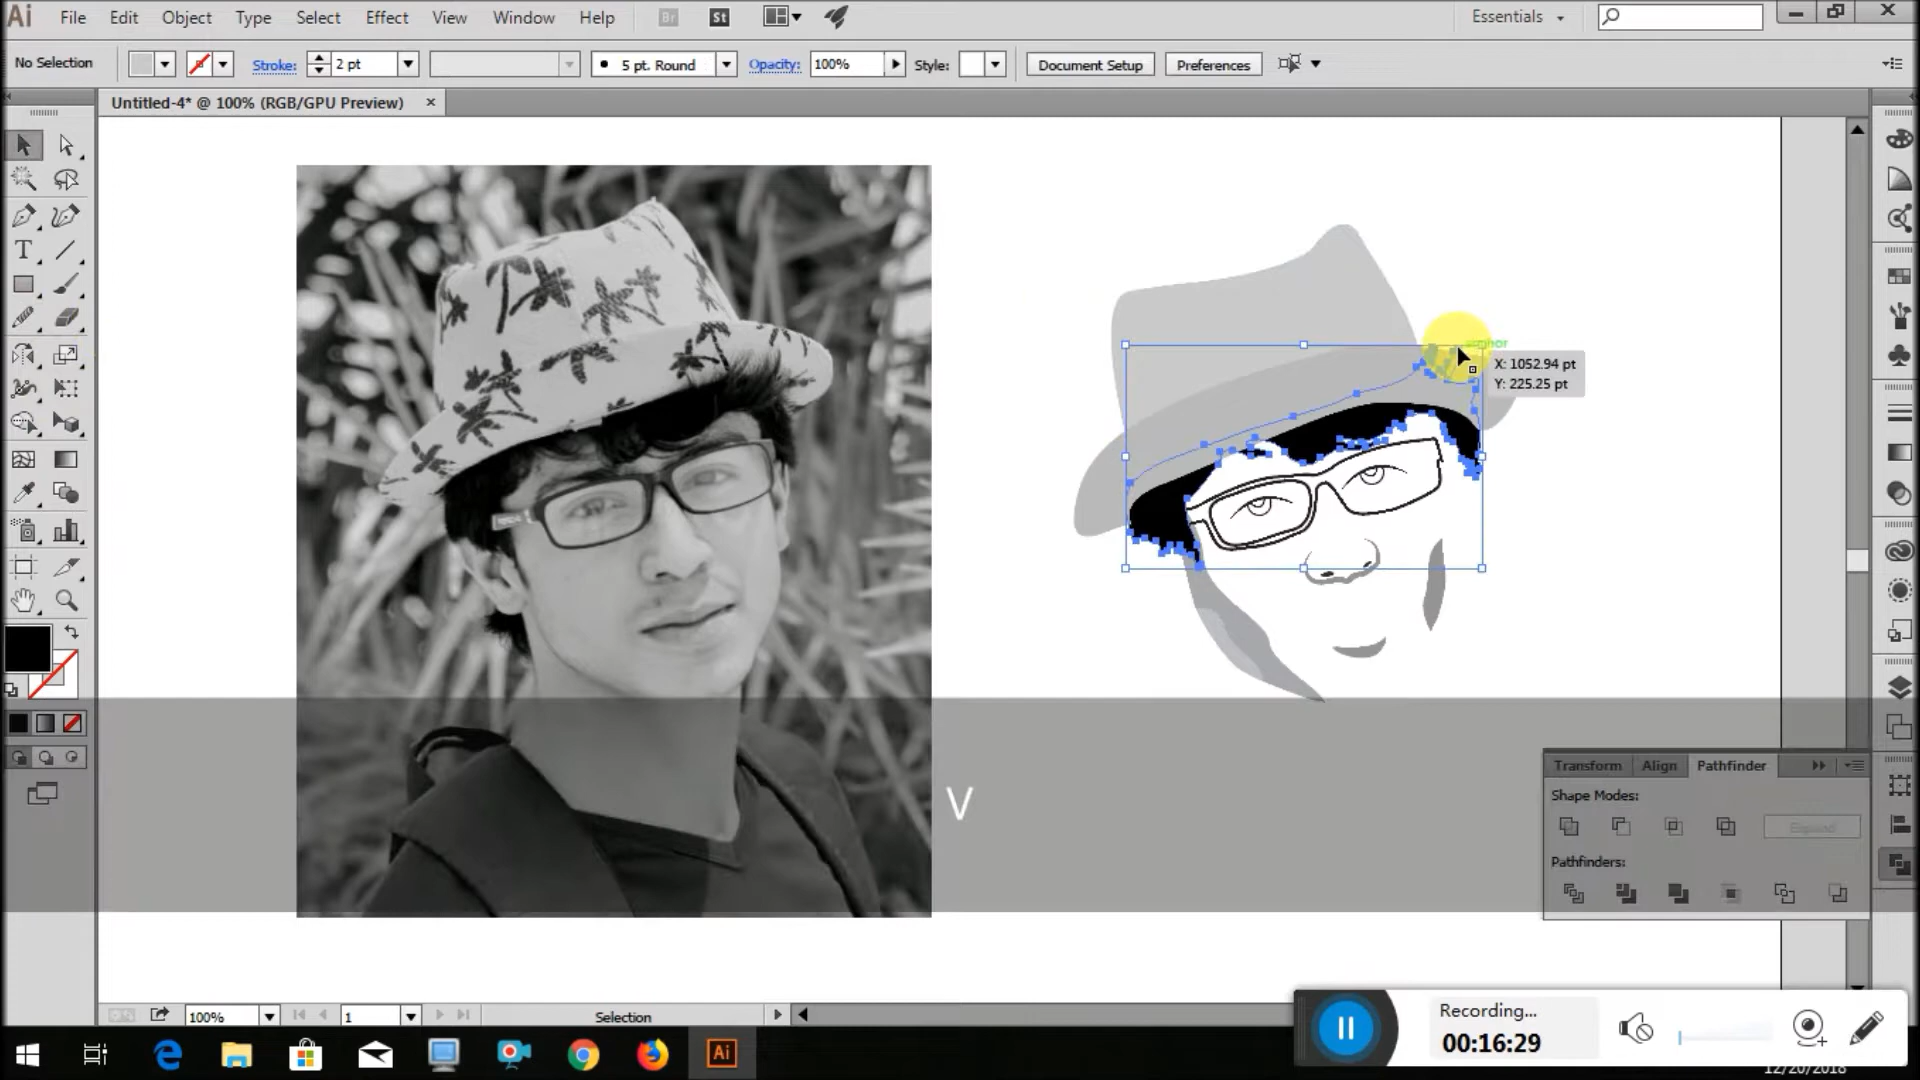 Ai File Edit Object Type Select Effect View Window Help Br St Essentials
No Selection Stroke: 2 pt 5 pt. Round Opacity: 100% Style: Document Setup Preferences
Untitled-4* @ 100% (RGB/GPU Preview) ×
X: 1052.94 pt
Y: 225.25 pt
V
Transform Align Pathfinder
Shape Modes:
Expand
Pathfinders:
100% 1 Selection
Recording...
00:16:29
Ai
12/20/2018